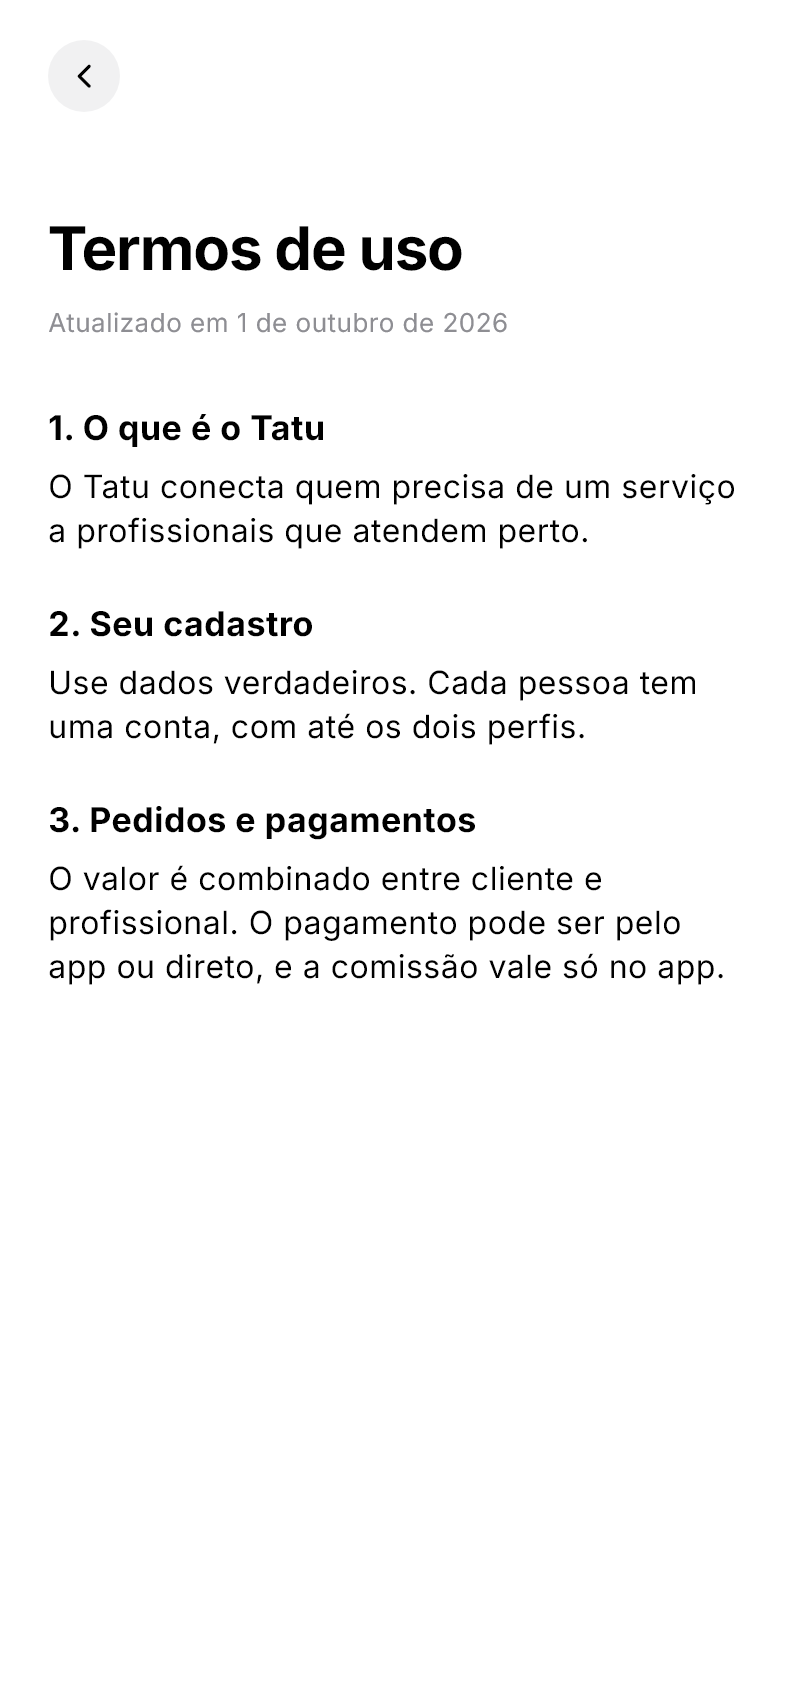 Termos de uso
Atualizado em 1 de outubro de 2026
1. O que é o Tatu
O Tatu conecta quem precisa de um serviço
a profissionais que atendem perto.
2. Seu cadastro
Use dados verdadeiros. Cada pessoa tem
uma conta, com até os dois perfis.
3. Pedidos e pagamentos
O valor é combinado entre cliente e
profissional. O pagamento pode ser pelo
app ou direto, e a comissão vale só no app.